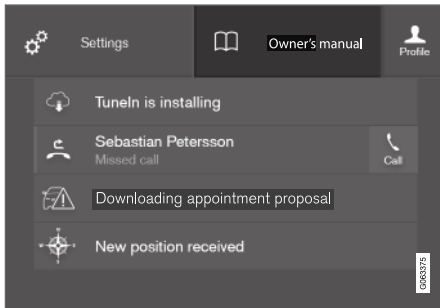 Settings
Owner's manual
Profile
TuneIn is installing
Sebastian Petersson
Missed call
Call
Downloading appointment proposal
New position received
G063375